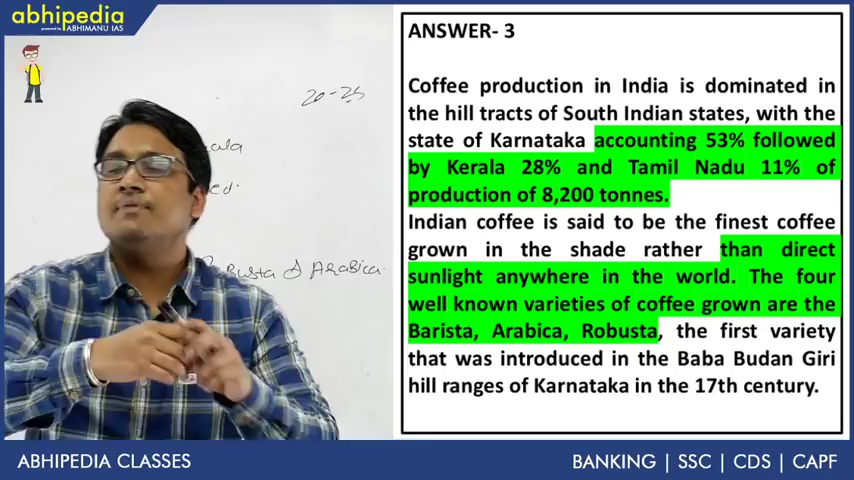 abhipedia
powered by ABHIMANU IAS
20-25
Robusta & Arabica.
ANSWER- 3
Coffee production in India is dominated in
the hill tracts of South Indian states, with the
state of Karnataka accounting 53% followed
by Kerala 28% and Tamil Nadu 11% of
production of 8,200 tonnes.
Indian coffee is said to be the finest coffee
grown in the shade rather than direct
sunlight anywhere in the world. The four
well known varieties of coffee grown are the
Barista, Arabica, Robusta, the first variety
that was introduced in the Baba Budan Giri
hill ranges of Karnataka in the 17th century.
ABHIPEDIA CLASSES
BANKING | SSC | CDS | CAPF